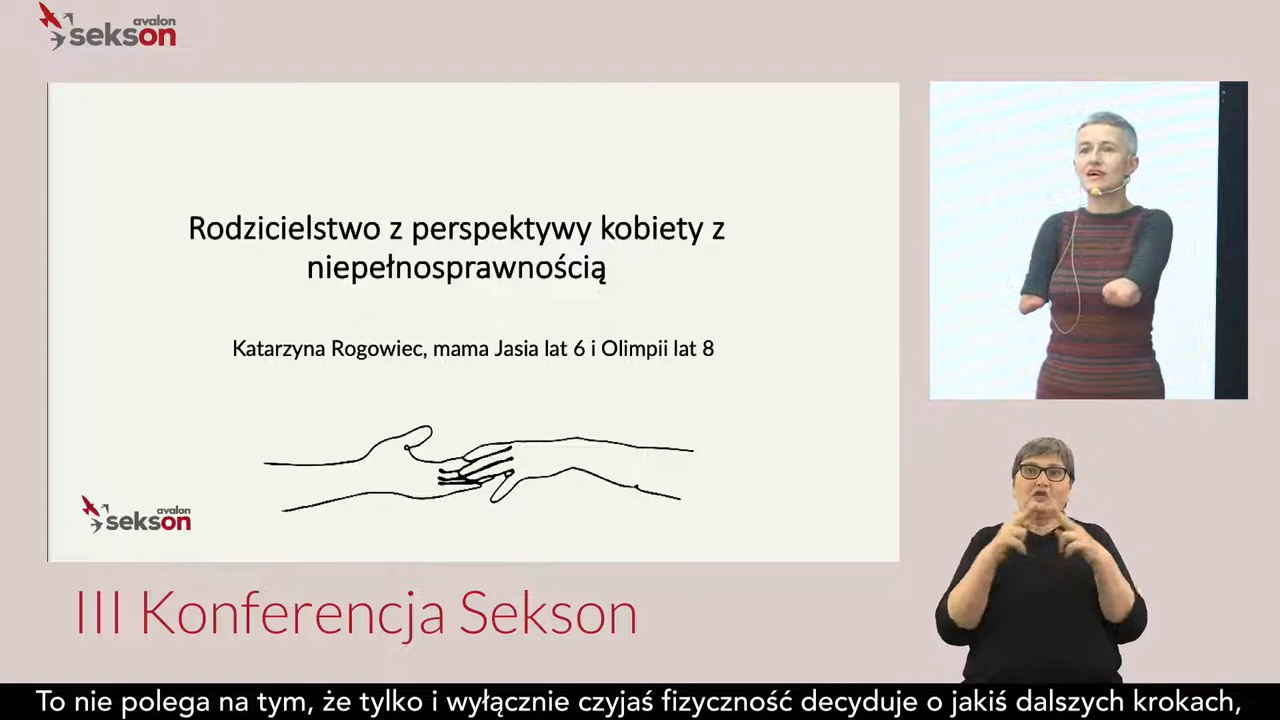 avalon
sekson
Rodzicielstwo z perspektywy kobiety z
niepełnosprawnością
Katarzyna Rogowiec, mama Jasia lat 6 i Olimpii lat 8
avalon
sekson
III Konferencja Sekson
To nie polega na tym, że tylko i wyłącznie czyjaś fizyczność decyduje o jakiś dalszych krokach,